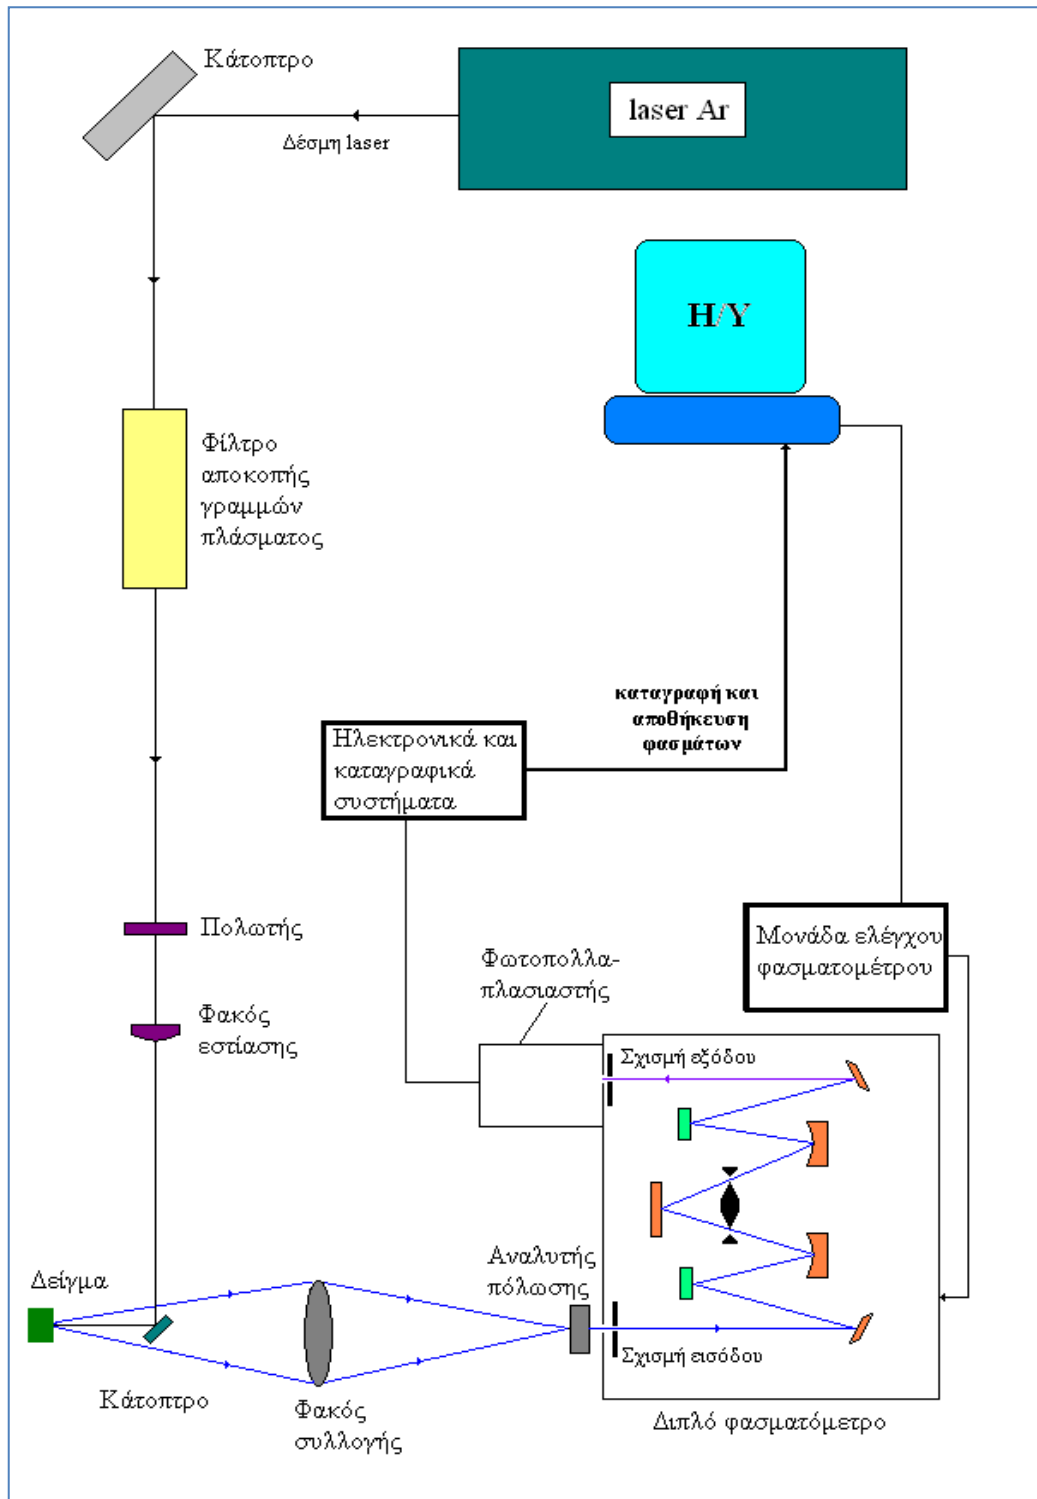 Κάτοπτρο
laser Ar
Δέσμη laser
Η/Υ
Φίλτρο
αποκοπής
γραμμών
πλάσματος
καταγραφή και
αποθήκευση
φασμάτων
Ηλεκτρονικά και
καταγραφικά
συστήματα
Πολωτής
Μονάδα ελέγχου
φασματομέτρου
Φωτοπολλα-
πλασιαστής
Φακός
εστίασης
Σχισμή εξόδου
Αναλυτής
πόλωσης
Δείγμα
Σχισμή εισόδου
Κάτοπτρο
Φακός
συλλογής
Διπλό φασματόμετρο